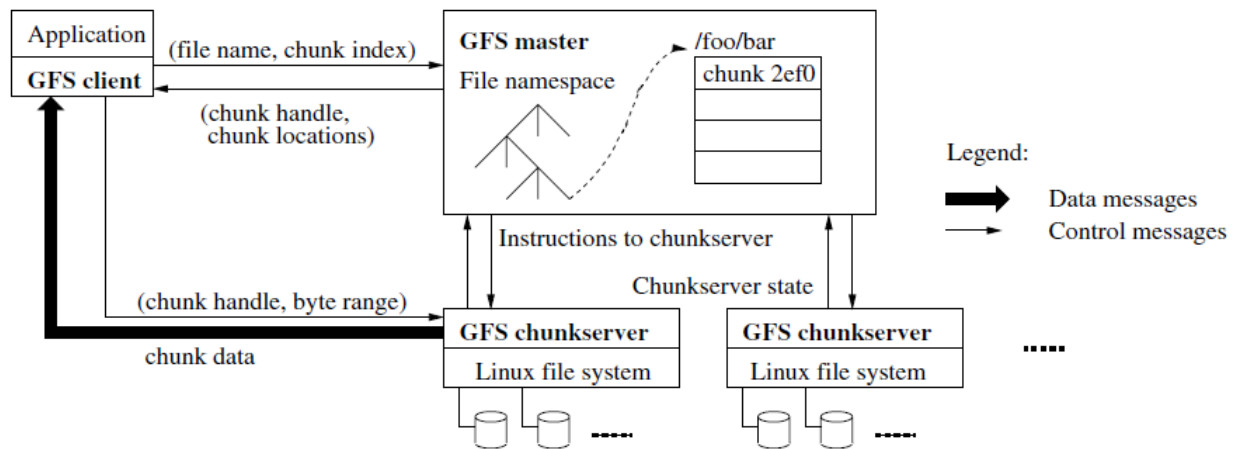 Application
GFS client
(file name, chunk index)
(chunk handle,
chunk locations)
GFS master
File namespace
/foo/bar
chunk 2ef0
Legend:
Data messages
Control messages
Instructions to chunkserver
Chunkserver state
(chunk handle, byte range)
chunk data
GFS chunkserver
Linux file system
GFS chunkserver
Linux file system